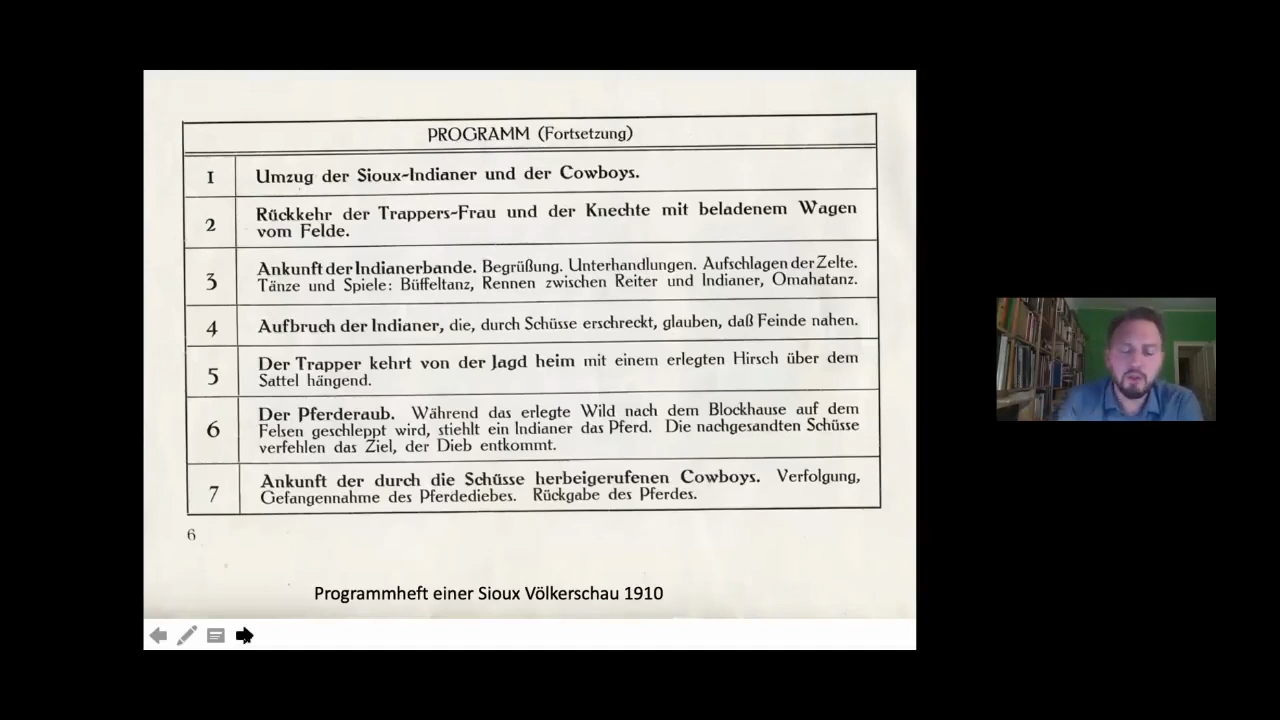 PROGRAMM (Fortsetzung)
1 Umzug der Sioux-Indianer und der Cowboys.
2 Rückkehr der Trappers-Frau und der Knechte mit beladenem Wagen
vom Felde.
3 Ankunft der Indianerbande. Begrüßung. Unterhandlungen. Aufschlagen der Zelte.
Tänze und Spiele: Büffeltanz, Rennen zwischen Reiter und Indianer, Omahatanz.
4 Aufbruch der Indianer, die, durch Schüsse erschreckt, glauben, daß Feinde nahen.
5 Der Trapper kehrt von der Jagd heim mit einem erlegten Hirsch über dem
Sattel hängend.
6 Der Pferderaub. Während das erlegte Wild nach dem Blockhause auf dem
Felsen geschleppt wird, stiehlt ein Indianer das Pferd. Die nachgesandten Schüsse
verfehlen das Ziel, der Dieb entkommt.
7 Ankunft der durch die Schüsse herbeigerufenen Cowboys. Verfolgung,
Gefangennahme des Pferdediebes. Rückgabe des Pferdes.
6
Programmheft einer Sioux Völkerschau 1910